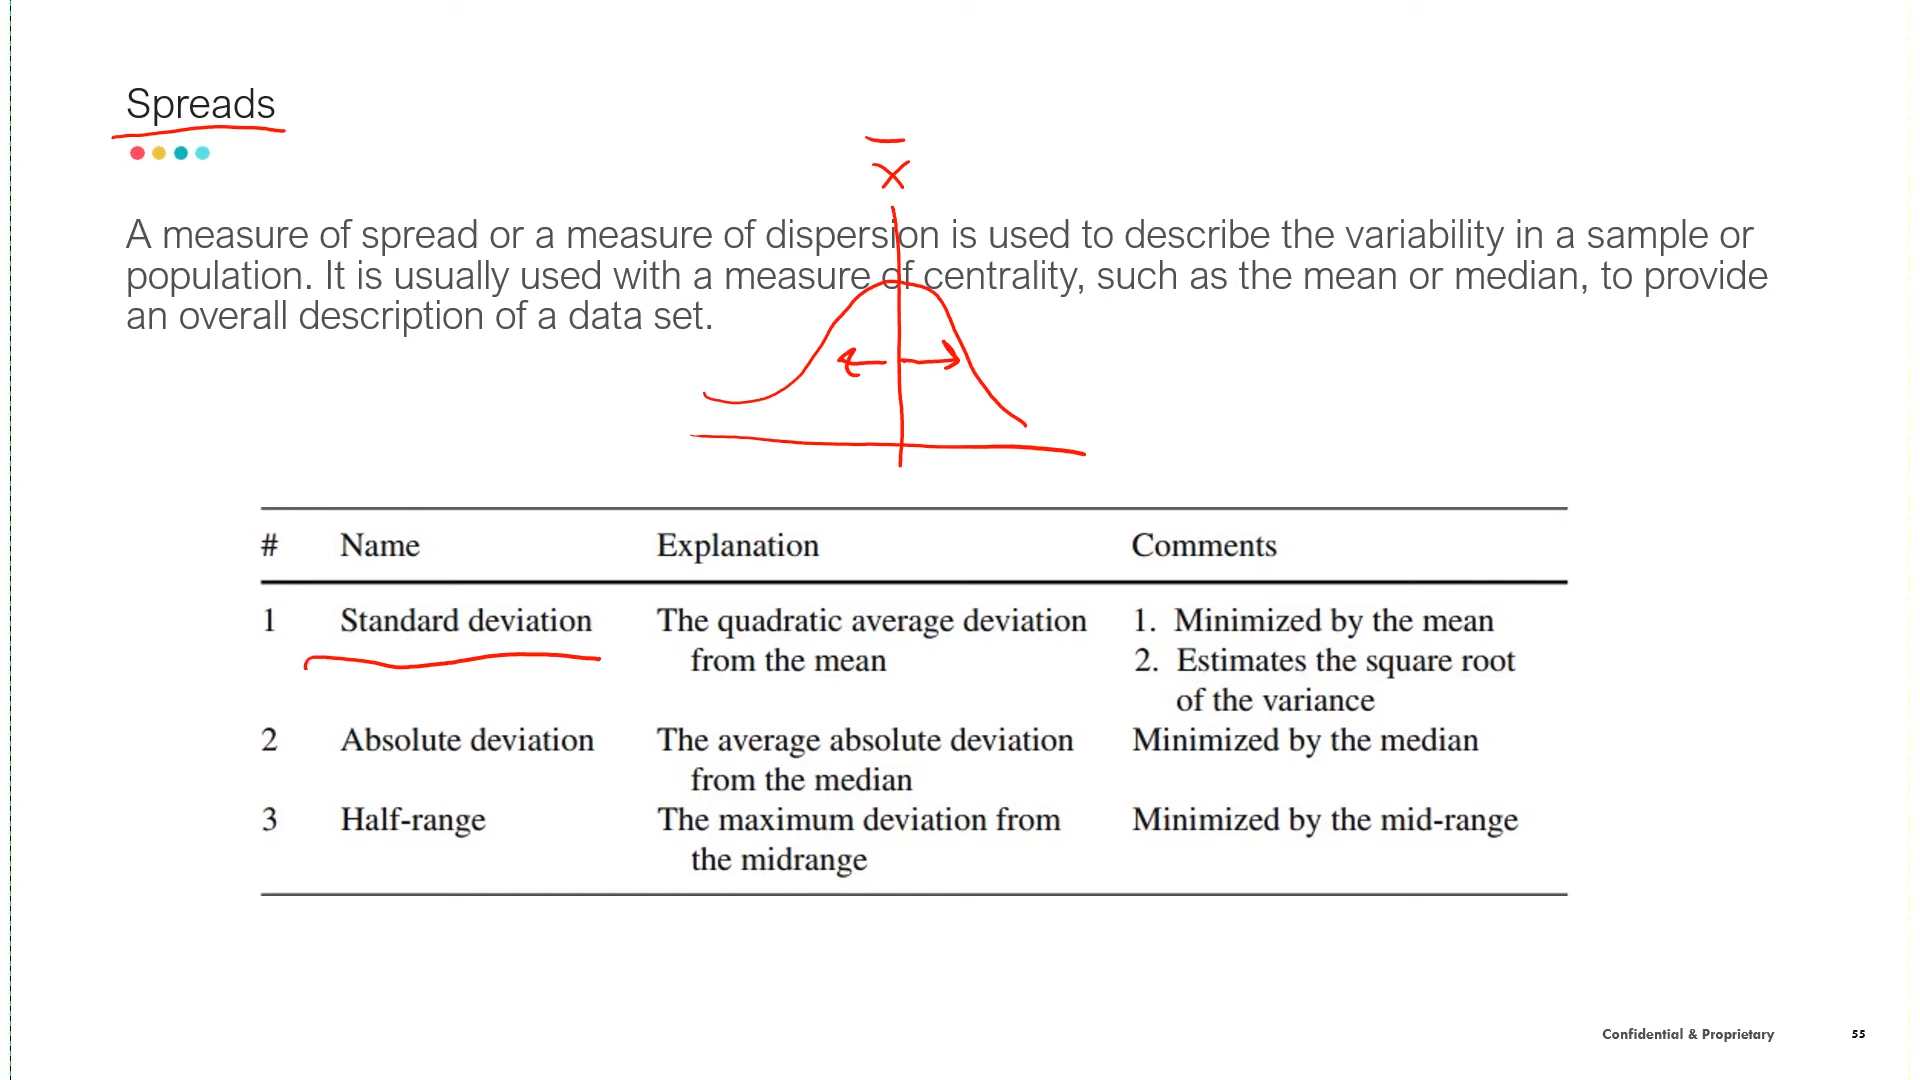 Spreads
x̄
A measure of spread or a measure of dispersion is used to describe the variability in a sample or
population. It is usually used with a measure of centrality, such as the mean or median, to provide
an overall description of a data set.
# Name Explanation Comments
1 Standard deviation The quadratic average deviation 1. Minimized by the mean
from the mean 2. Estimates the square root
of the variance
2 Absolute deviation The average absolute deviation Minimized by the median
from the median
3 Half-range The maximum deviation from Minimized by the mid-range
the midrange
Confidential & Proprietary 55